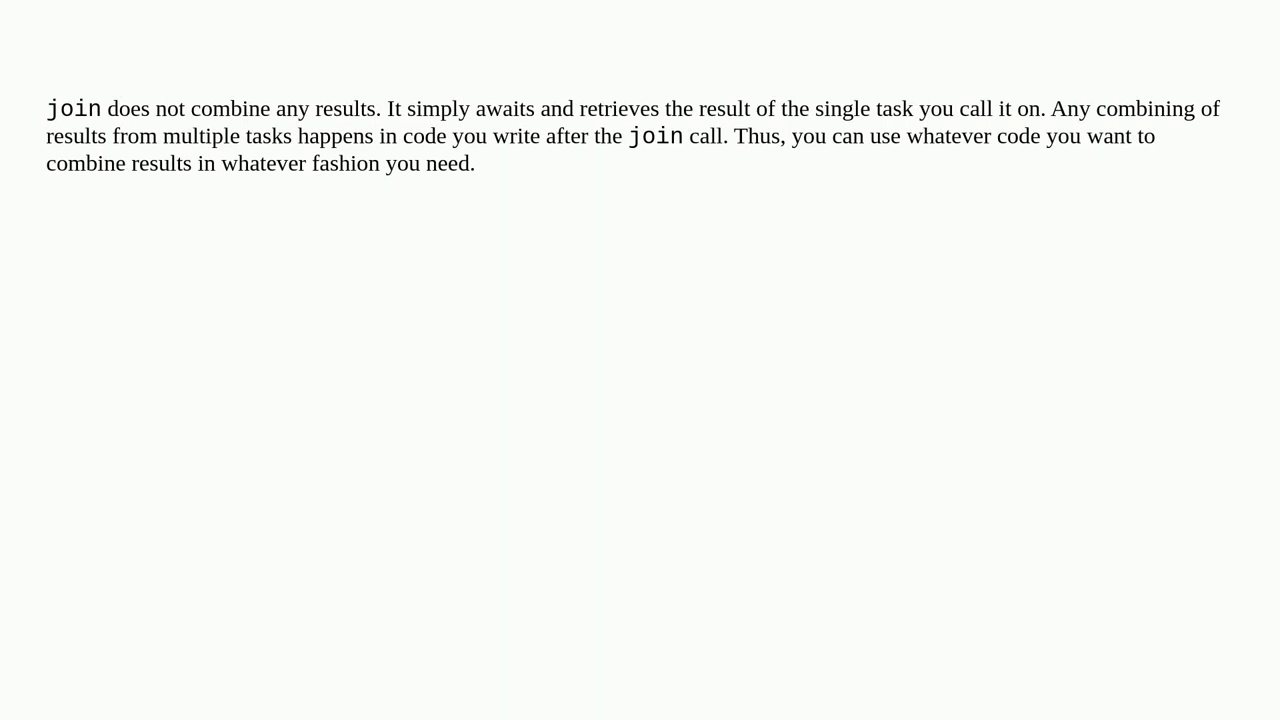 join does not combine any results. It simply awaits and retrieves the result of the single task you call it on. Any combining of
results from multiple tasks happens in code you write after the join call. Thus, you can use whatever code you want to
combine results in whatever fashion you need.